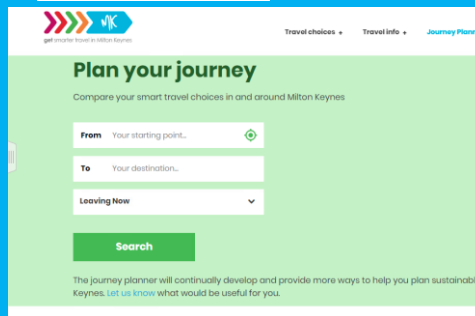 MK
get smarter travel in Milton Keynes
Travel choices +
Travel info +
Journey Plann
Plan your journey
Compare your smart travel choices in and around Milton Keynes
From Your starting point...
To Your destination...
Leaving Now
Search
The journey planner will continually develop and provide more ways to help you plan sustainabl
Keynes. Let us know what would be useful for you.